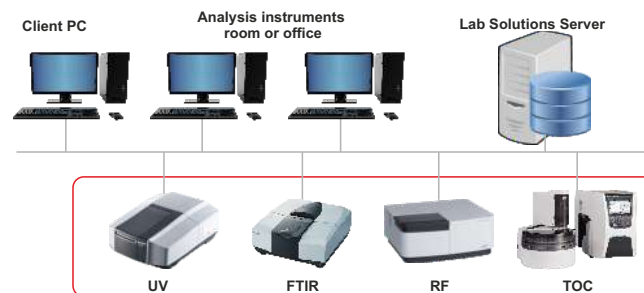 Client PC
Analysis instruments
room or office
Lab Solutions Server
UV
FTIR
RF
TOC